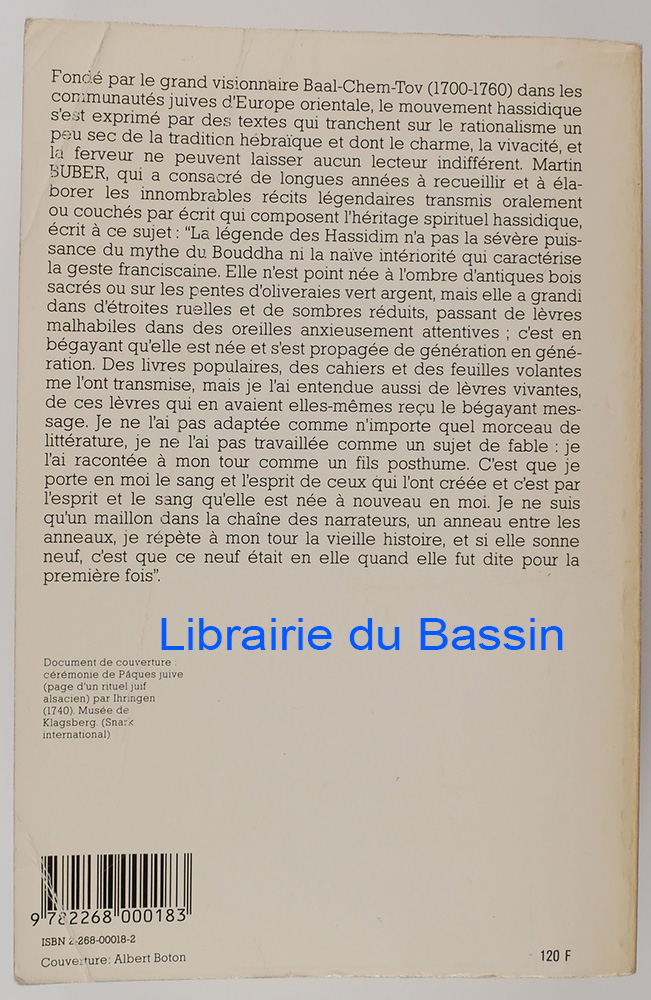 Fondé par le grand visionnaire Baal-Chem-Tov (1700-1760) dans les
communautés juives d'Europe orientale, le mouvement hassidique
s'est exprimé par des textes qui tranchent sur le rationalisme un
peu sec de la tradition hébraïque et dont le charme, la vivacité, et
la ferveur ne peuvent laisser aucun lecteur indifférent. Martin
BUBER, qui a consacré de longues années à recueillir et à éla-
borer les innombrables récits légendaires transmis oralement
ou couchés par écrit qui composent l'héritage spirituel hassidique,
écrit à ce sujet : "La légende des Hassidim n'a pas la sévère puis-
sance du mythe du Bouddha ni la naïve intériorité qui caractérise
la geste franciscaine. Elle n'est point née à l'ombre d'antiques bois
sacrés ou sur les pentes d'oliveraies vert argent, mais elle a grandi
dans d'étroites ruelles et de sombres réduits, passant de lèvres
malhabiles dans des oreilles anxieusement attentives ; c'est en
bégayant qu'elle est née et s'est propagée de génération en géné-
ration. Des livres populaires, des cahiers et des feuilles volantes
me l'ont transmise, mais je l'ai entendue aussi de lèvres vivantes,
de ces lèvres qui en avaient elles-mêmes reçu le bégayant mes-
sage. Je ne l'ai pas adaptée comme n'importe quel morceau de
littérature, je ne l'ai pas travaillée comme un sujet de fable : je
l'ai racontée à mon tour comme un fils posthume. C'est que je
porte en moi le sang et l'esprit de ceux qui l'ont créée et c'est par
l'esprit et le sang qu'elle est née à nouveau en moi. Je ne suis
qu'un maillon dans la chaîne des narrateurs, un anneau entre les
anneaux, je répète à mon tour la vieille histoire, et si elle sonne
neuf, c'est que ce neuf était en elle quand elle fut dite pour la
première fois".
Librairie du Bassin
Document de couverture :
cérémonie de Pâques juive
(page d'un rituel juif
alsacien) par Ihringen
(1740). Musée de
Klagsberg. (Snark
international)
9 782268 000183
ISBN 2-268-00018-2
Couverture : Albert Boton
120 F